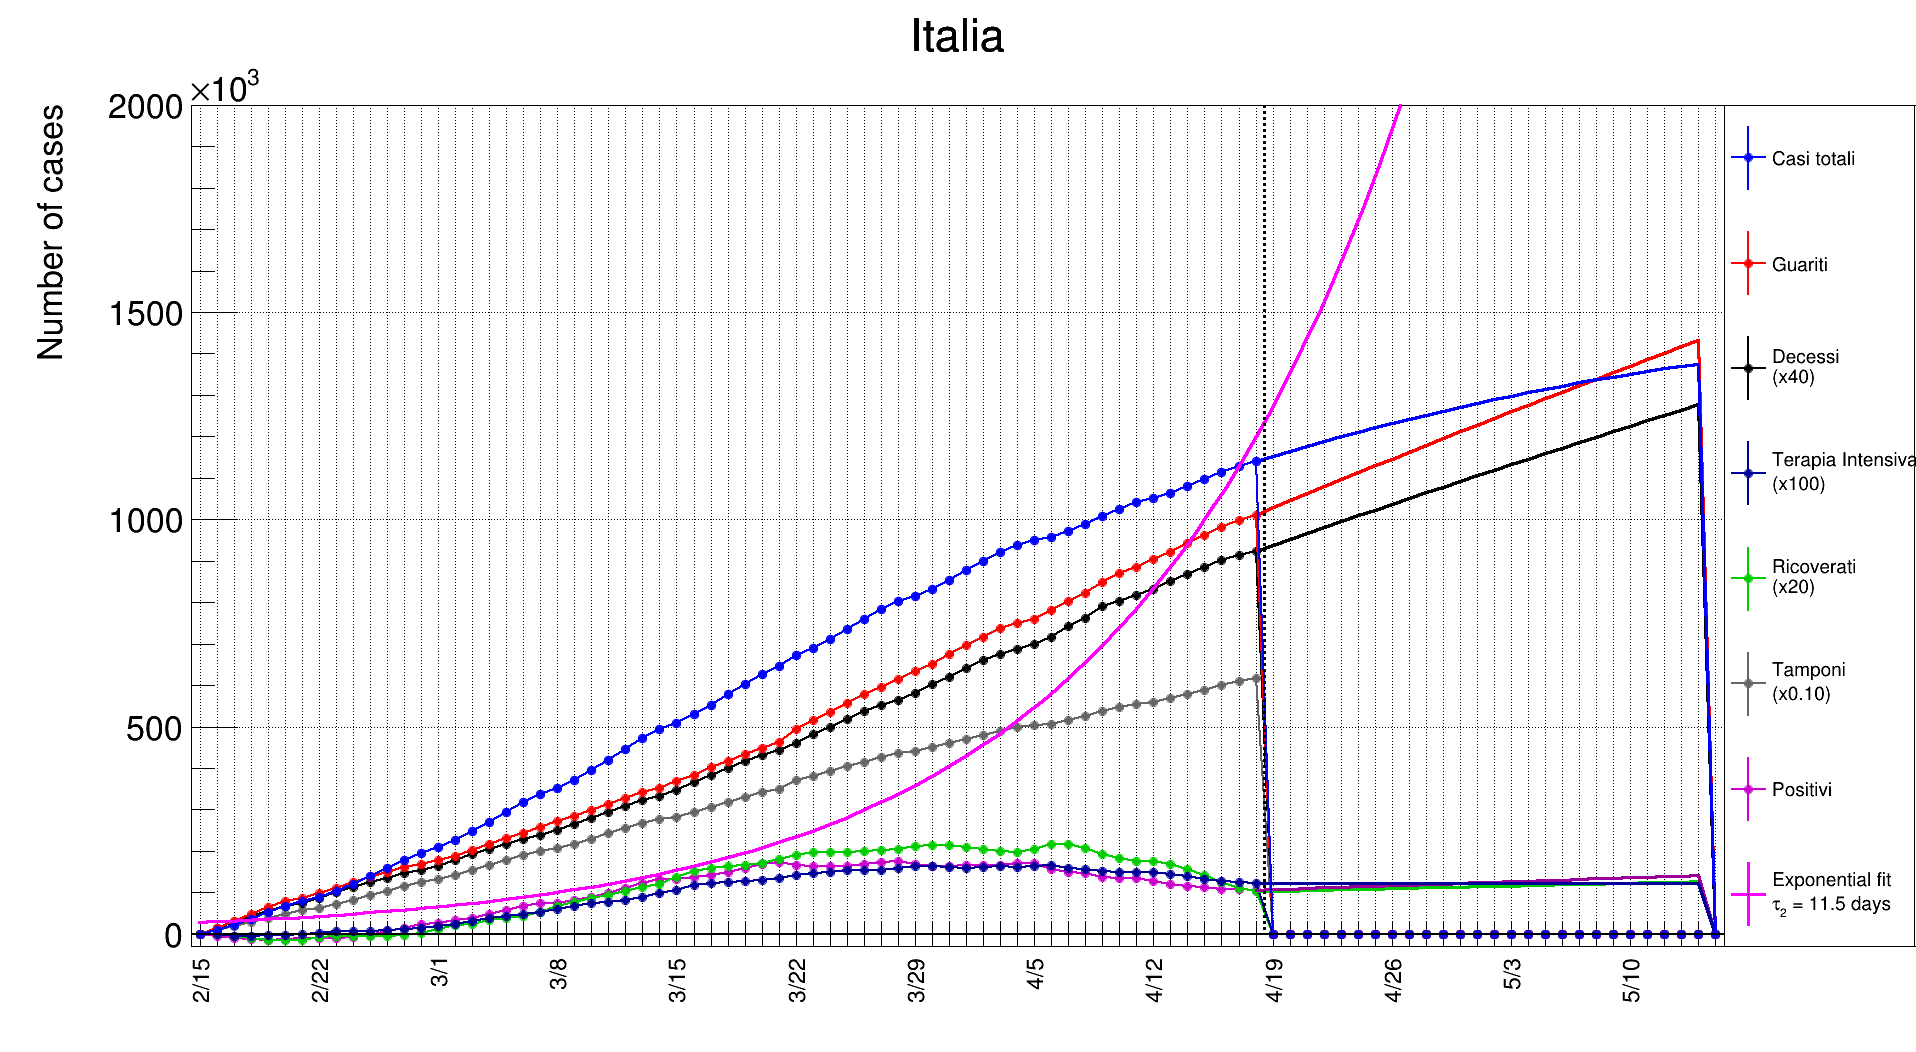 Italia
×10³
Number of cases
2000
1500
1000
500
0
2/15
2/22
3/1
3/8
3/15
3/22
3/29
4/5
4/12
4/19
4/26
5/3
5/10
Casi totali
Guariti
Decessi
(x40)
Terapia Intensiva
(x100)
Ricoverati
(x20)
Tamponi
(x0.10)
Positivi
Exponential fit
τ₂ = 11.5 days